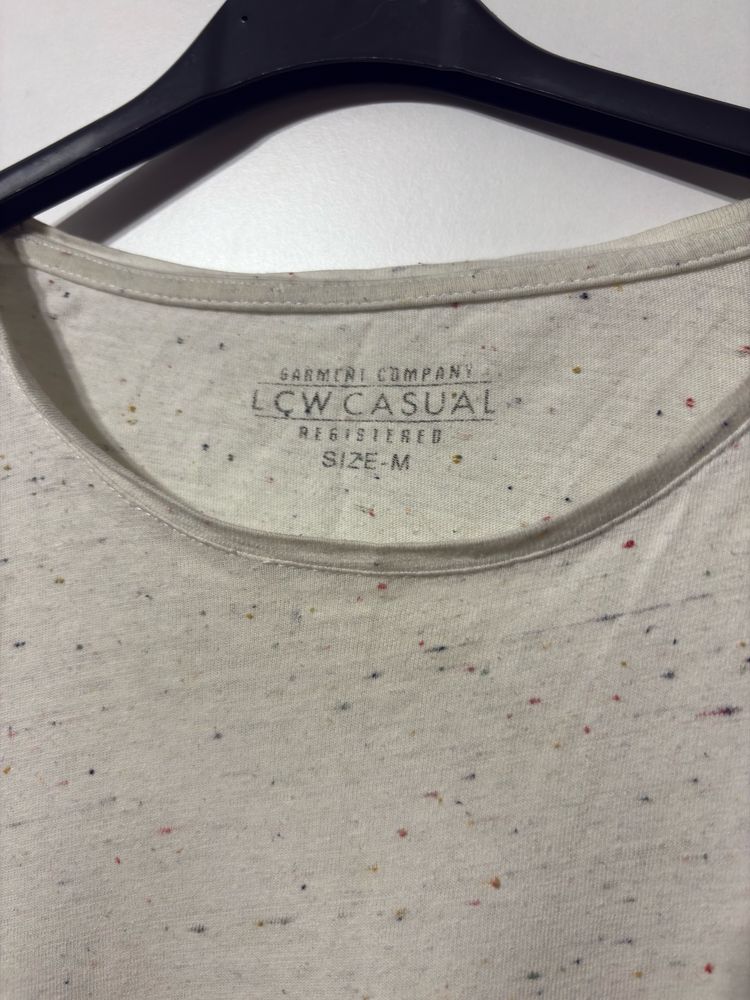 GARMENT COMPANY
LCW CASUAL
REGISTERED
SIZE-M